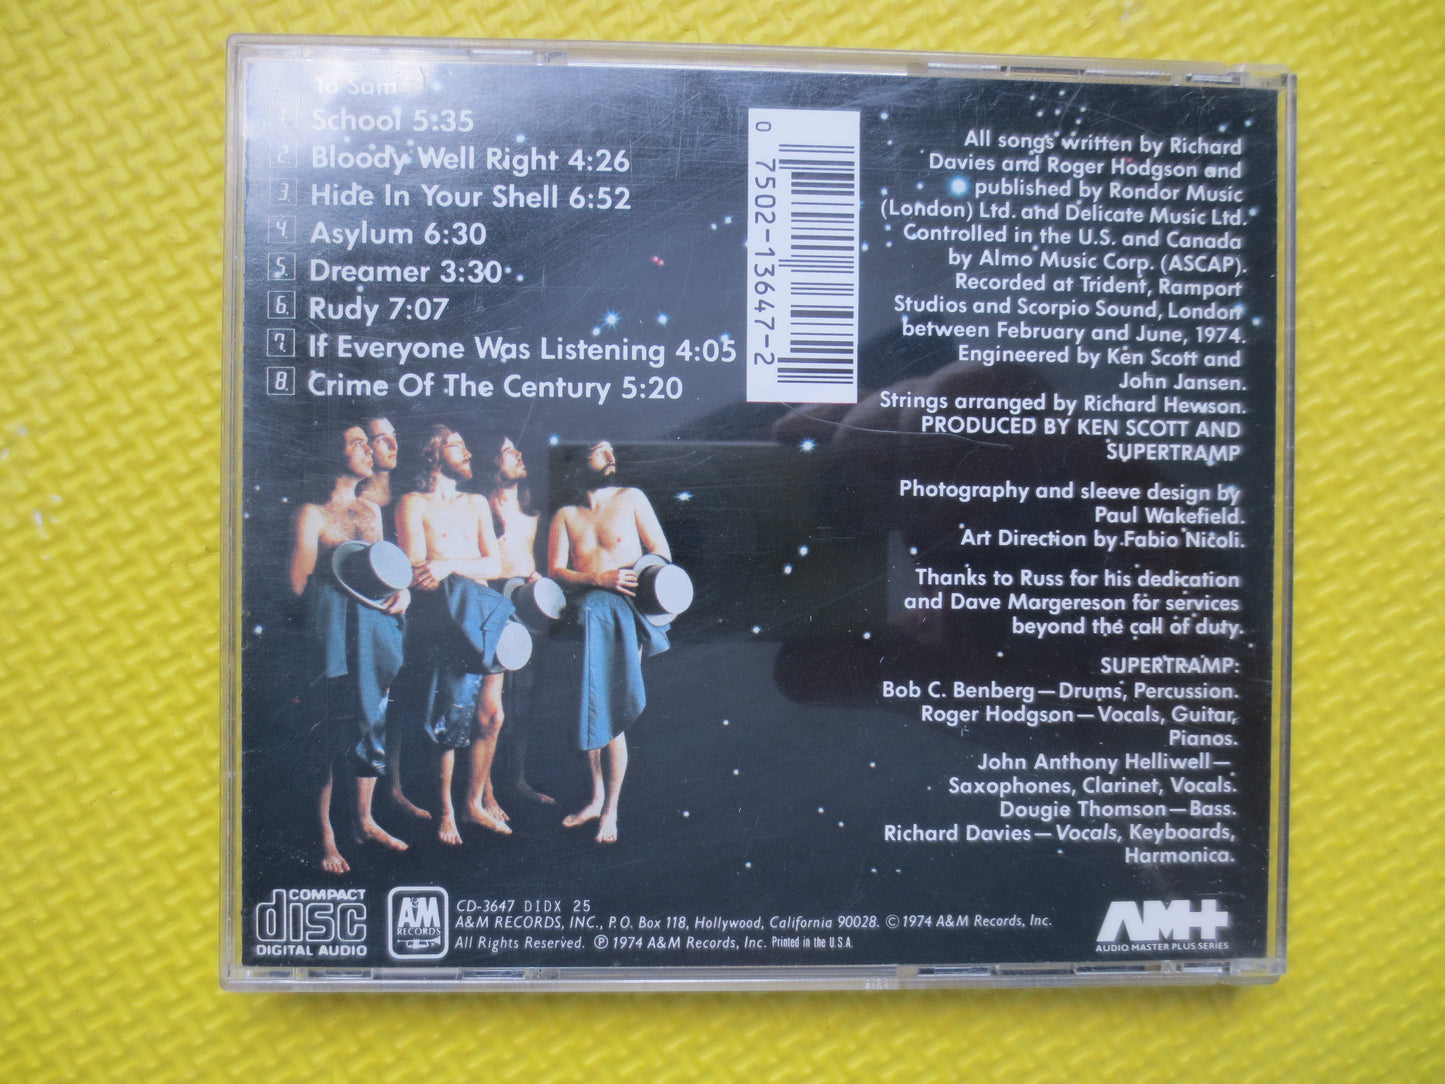 To Sam
1. School 5:35
2. Bloody Well Right 4:26
3. Hide In Your Shell 6:52
4. Asylum 6:30
5. Dreamer 3:30
6. Rudy 7:07
7. If Everyone Was Listening 4:05
8. Crime Of The Century 5:20
0 7502-13647-2
All songs written by Richard
Davies and Roger Hodgson and
published by Rondor Music
(London) Ltd. and Delicate Music Ltd.
Controlled in the U.S. and Canada
by Almo Music Corp. (ASCAP).
Recorded at Trident, Ramport
Studios and Scorpio Sound, London
between February and June, 1974.
Engineered by Ken Scott and
John Jansen.
Strings arranged by Richard Hewson.
PRODUCED BY KEN SCOTT AND
SUPERTRAMP
Photography and sleeve design by
Paul Wakefield.
Art Direction by Fabio Nicoli.
Thanks to Russ for his dedication
and Dave Margereson for services
beyond the call of duty.
SUPERTRAMP:
Bob C. Benberg—Drums, Percussion.
Roger Hodgson—Vocals, Guitar,
Pianos.
John Anthony Helliwell—
Saxophones, Clarinet, Vocals.
Dougie Thomson—Bass.
Richard Davies—Vocals, Keyboards,
Harmonica.
COMPACT
disc
DIGITAL AUDIO
A&M
RECORDS
CD-3647 DIDX 25
A&M RECORDS, INC., P.O. Box 118, Hollywood, California 90028. © 1974 A&M Records, Inc.
All Rights Reserved. ℗ 1974 A&M Records, Inc. Printed in the U.S.A.
AM+
AUDIO MASTER PLUS SERIES